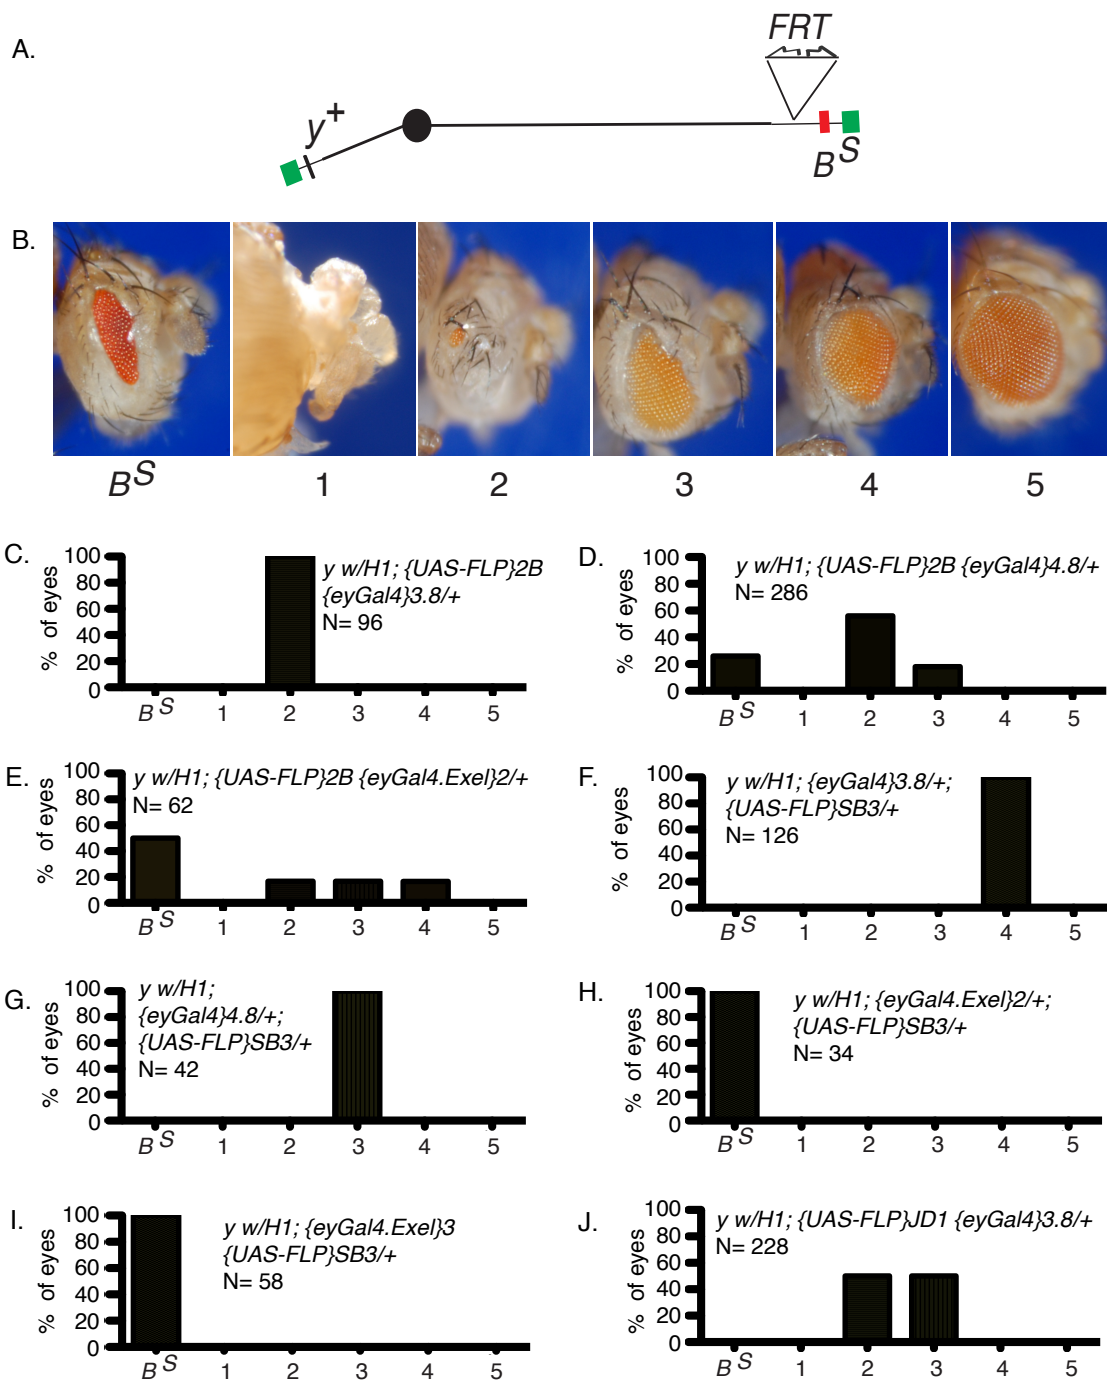 A.
FRT
y+
BS
B.
BS 1 2 3 4 5
C.
% of eyes
100
80
60
40
20
0
y w/H1; {UAS-FLP}2B
{eyGal4}3.8/+
N= 96
BS 1 2 3 4 5
D.
% of eyes
100
80
60
40
20
0
y w/H1; {UAS-FLP}2B {eyGal4}4.8/+
N= 286
BS 1 2 3 4 5
E.
% of eyes
100
80
60
40
20
0
y w/H1; {UAS-FLP}2B {eyGal4.Exel}2/+
N= 62
BS 1 2 3 4 5
F.
% of eyes
100
80
60
40
20
0
y w/H1; {eyGal4}3.8/+;
{UAS-FLP}SB3/+
N= 126
BS 1 2 3 4 5
G.
% of eyes
100
80
60
40
20
0
y w/H1;
{eyGal4}4.8/+;
{UAS-FLP}SB3/+
N= 42
BS 1 2 3 4 5
H.
% of eyes
100
80
60
40
20
0
y w/H1; {eyGal4.Exel}2/+;
{UAS-FLP}SB3/+
N= 34
BS 1 2 3 4 5
I.
% of eyes
100
80
60
40
20
0
y w/H1; {eyGal4.Exel}3
{UAS-FLP}SB3/+
N= 58
BS 1 2 3 4 5
J.
% of eyes
100
80
60
40
20
0
y w/H1; {UAS-FLP}JD1 {eyGal4}3.8/+
N= 228
BS 1 2 3 4 5